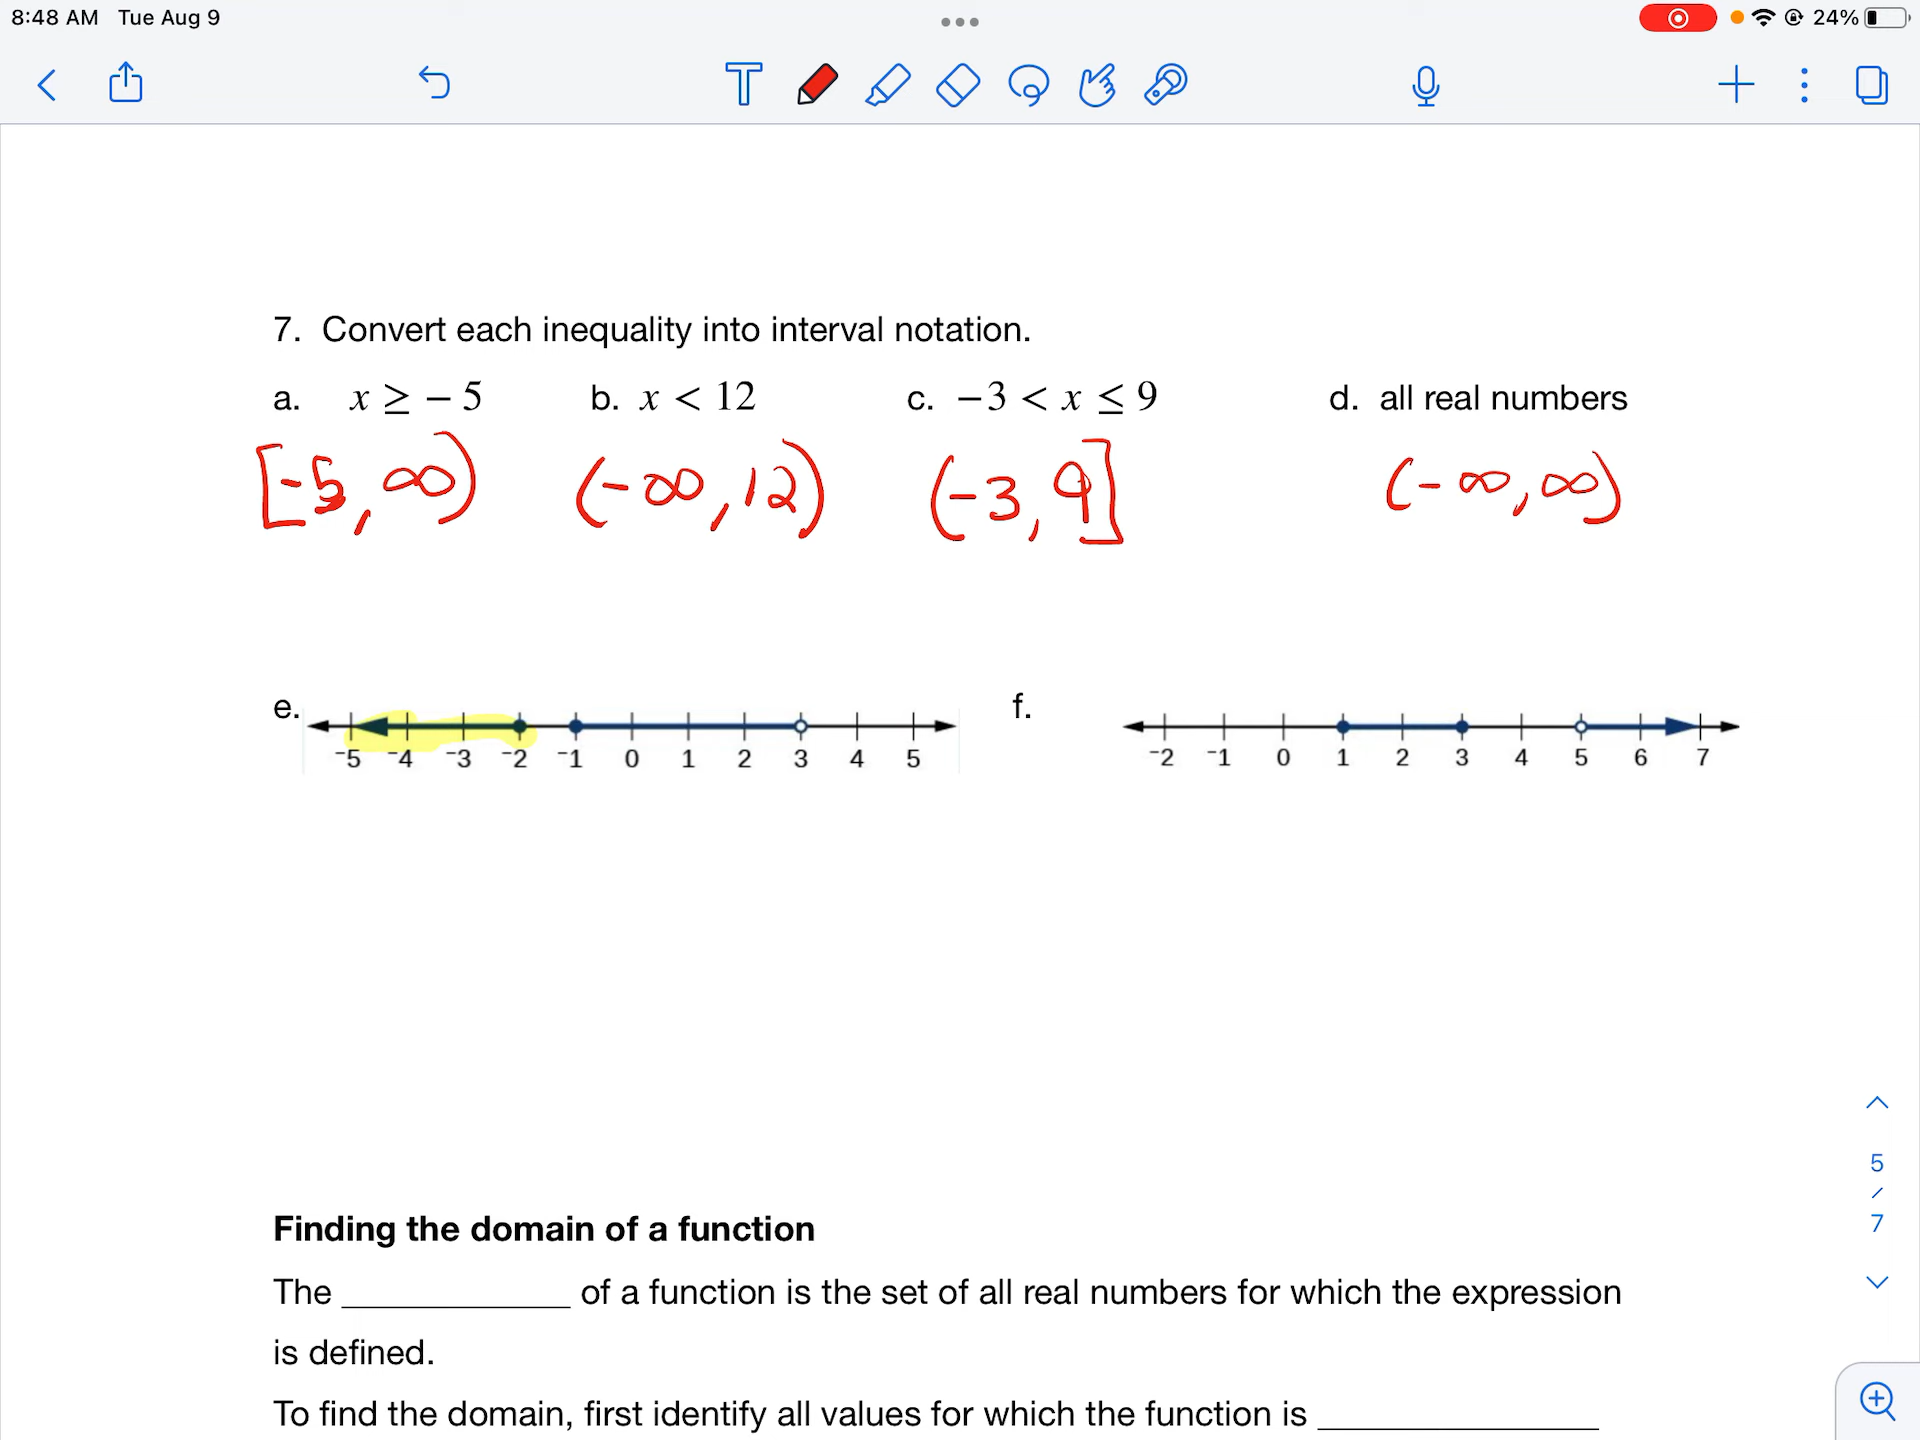 8:48 AM Tue Aug 9 24%
T
7. Convert each inequality into interval notation.
a. x ≥ − 5 b. x < 12 c. −3 < x ≤ 9 d. all real numbers
[-5, ∞) (-∞, 12) (-3, 9] (-∞, ∞)
e. f.
-5 -4 -3 -2 -1 0 1 2 3 4 5 -2 -1 0 1 2 3 4 5 6 7
5
/
7
Finding the domain of a function
The ____________ of a function is the set of all real numbers for which the expression
is defined.
To find the domain, first identify all values for which the function is _______________